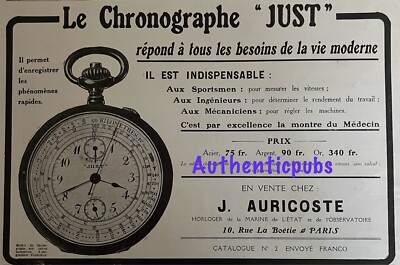 Le Chronographe "JUST"
répond à tous les besoins de la vie moderne
Il permet
d'enregistrer
les
phénomènes
rapides.
IL EST INDISPENSABLE :
Aux Sportsmen : pour mesurer les vitesses ;
Aux Ingénieurs : pour déterminer le rendement du travail ;
Aux Mécaniciens : pour régler les machines.
C'est par excellence la montre du Médecin
PRIX
Acier, 75 fr. Argent, 90 fr. Or, 340 fr.
Authenticpubs
EN VENTE CHEZ :
J. AURICOSTE
HORLOGER de la MARINE de L'ÉTAT et de l'OBSERVATOIRE
10, Rue La Boëtie PARIS
CATALOGUE N° 2 ENVOYÉ FRANCO
KILOMETRES
"JUST"